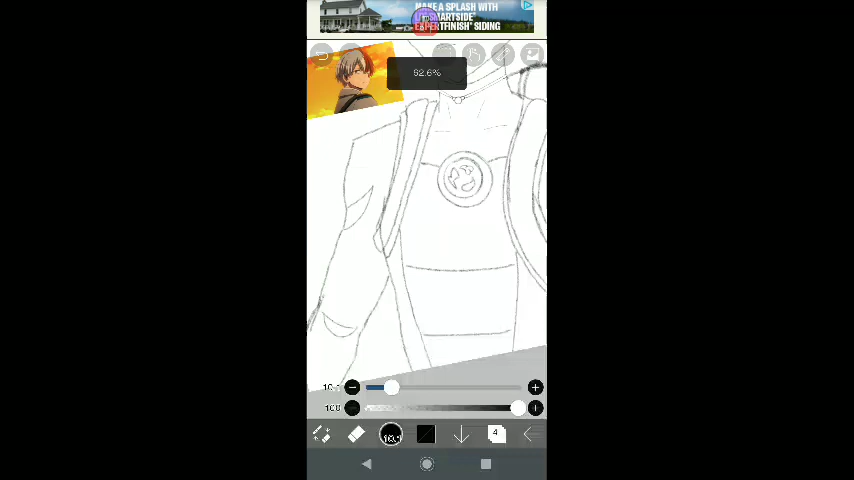 MAKE A SPLASH WITH
SMARTSIDE
EXPERTFINISH SIDING
92.6%
100
4